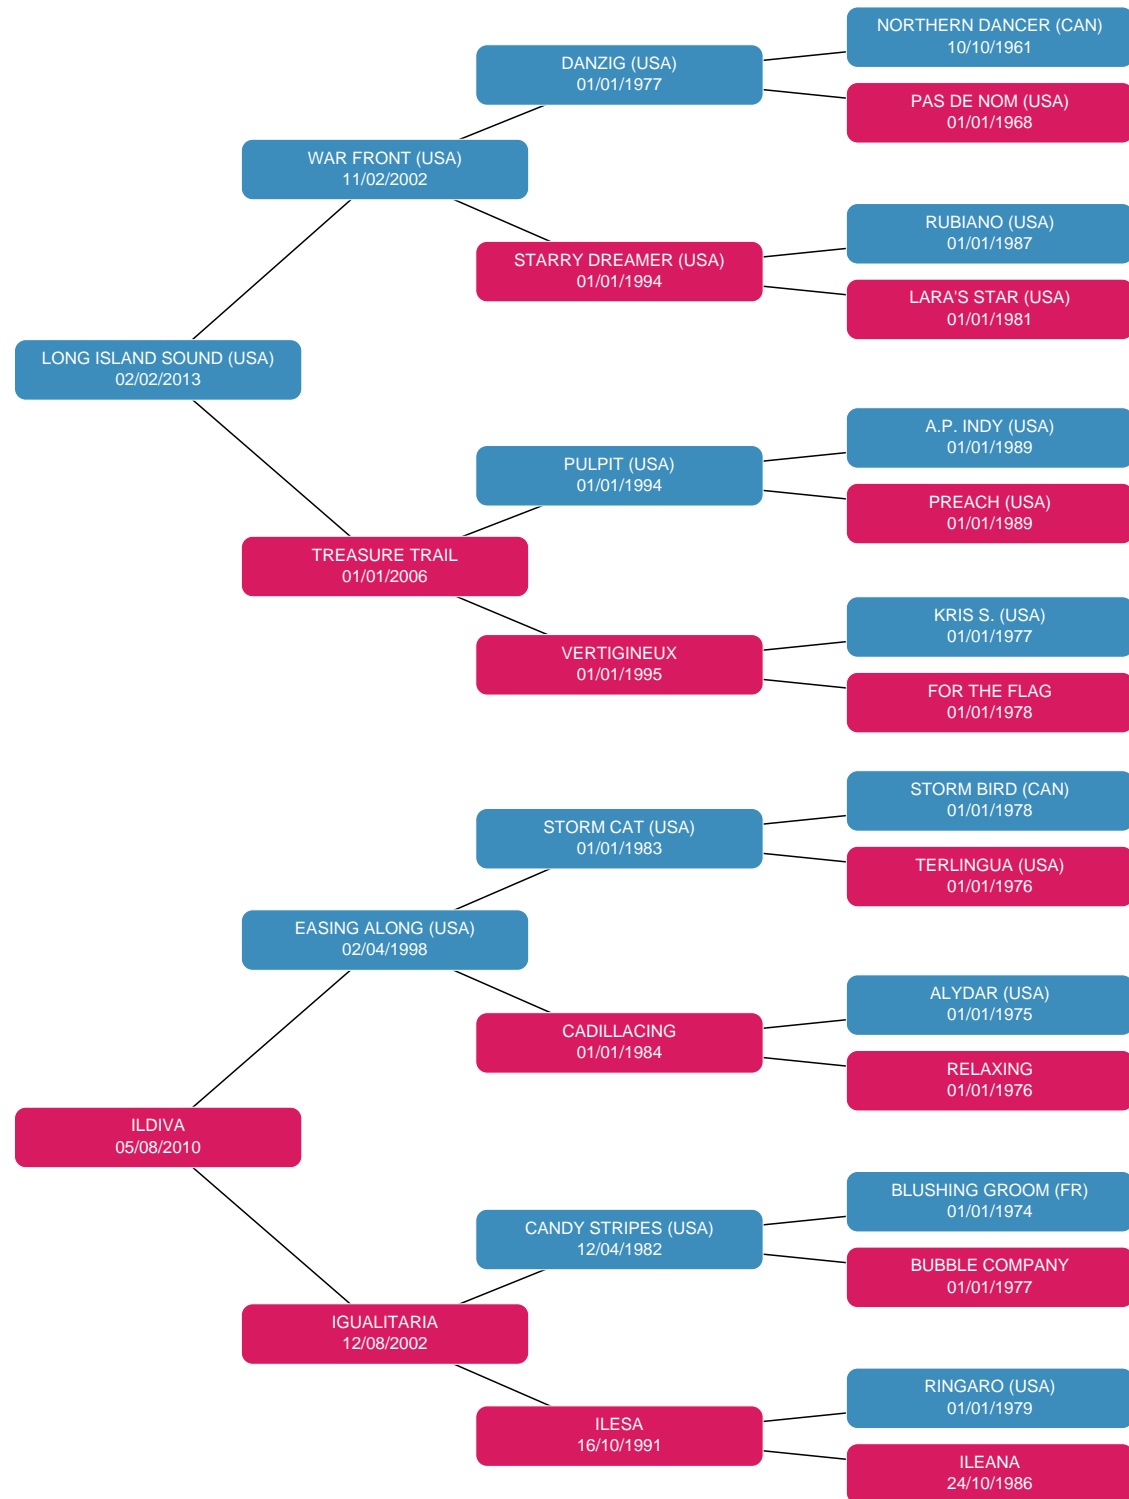 NORTHERN DANCER (CAN)
10/10/1961
DANZIG (USA)
01/01/1977
PAS DE NOM (USA)
01/01/1968
WAR FRONT (USA)
11/02/2002
RUBIANO (USA)
01/01/1987
STARRY DREAMER (USA)
01/01/1994
LARA'S STAR (USA)
01/01/1981
LONG ISLAND SOUND (USA)
02/02/2013
A.P. INDY (USA)
01/01/1989
PULPIT (USA)
01/01/1994
PREACH (USA)
01/01/1989
TREASURE TRAIL
01/01/2006
KRIS S. (USA)
01/01/1977
VERTIGINEUX
01/01/1995
FOR THE FLAG
01/01/1978
STORM BIRD (CAN)
01/01/1978
STORM CAT (USA)
01/01/1983
TERLINGUA (USA)
01/01/1976
EASING ALONG (USA)
02/04/1998
ALYDAR (USA)
01/01/1975
CADILLACING
01/01/1984
RELAXING
01/01/1976
ILDIVA
05/08/2010
BLUSHING GROOM (FR)
01/01/1974
CANDY STRIPES (USA)
12/04/1982
BUBBLE COMPANY
01/01/1977
IGUALITARIA
12/08/2002
RINGARO (USA)
01/01/1979
ILESA
16/10/1991
ILEANA
24/10/1986